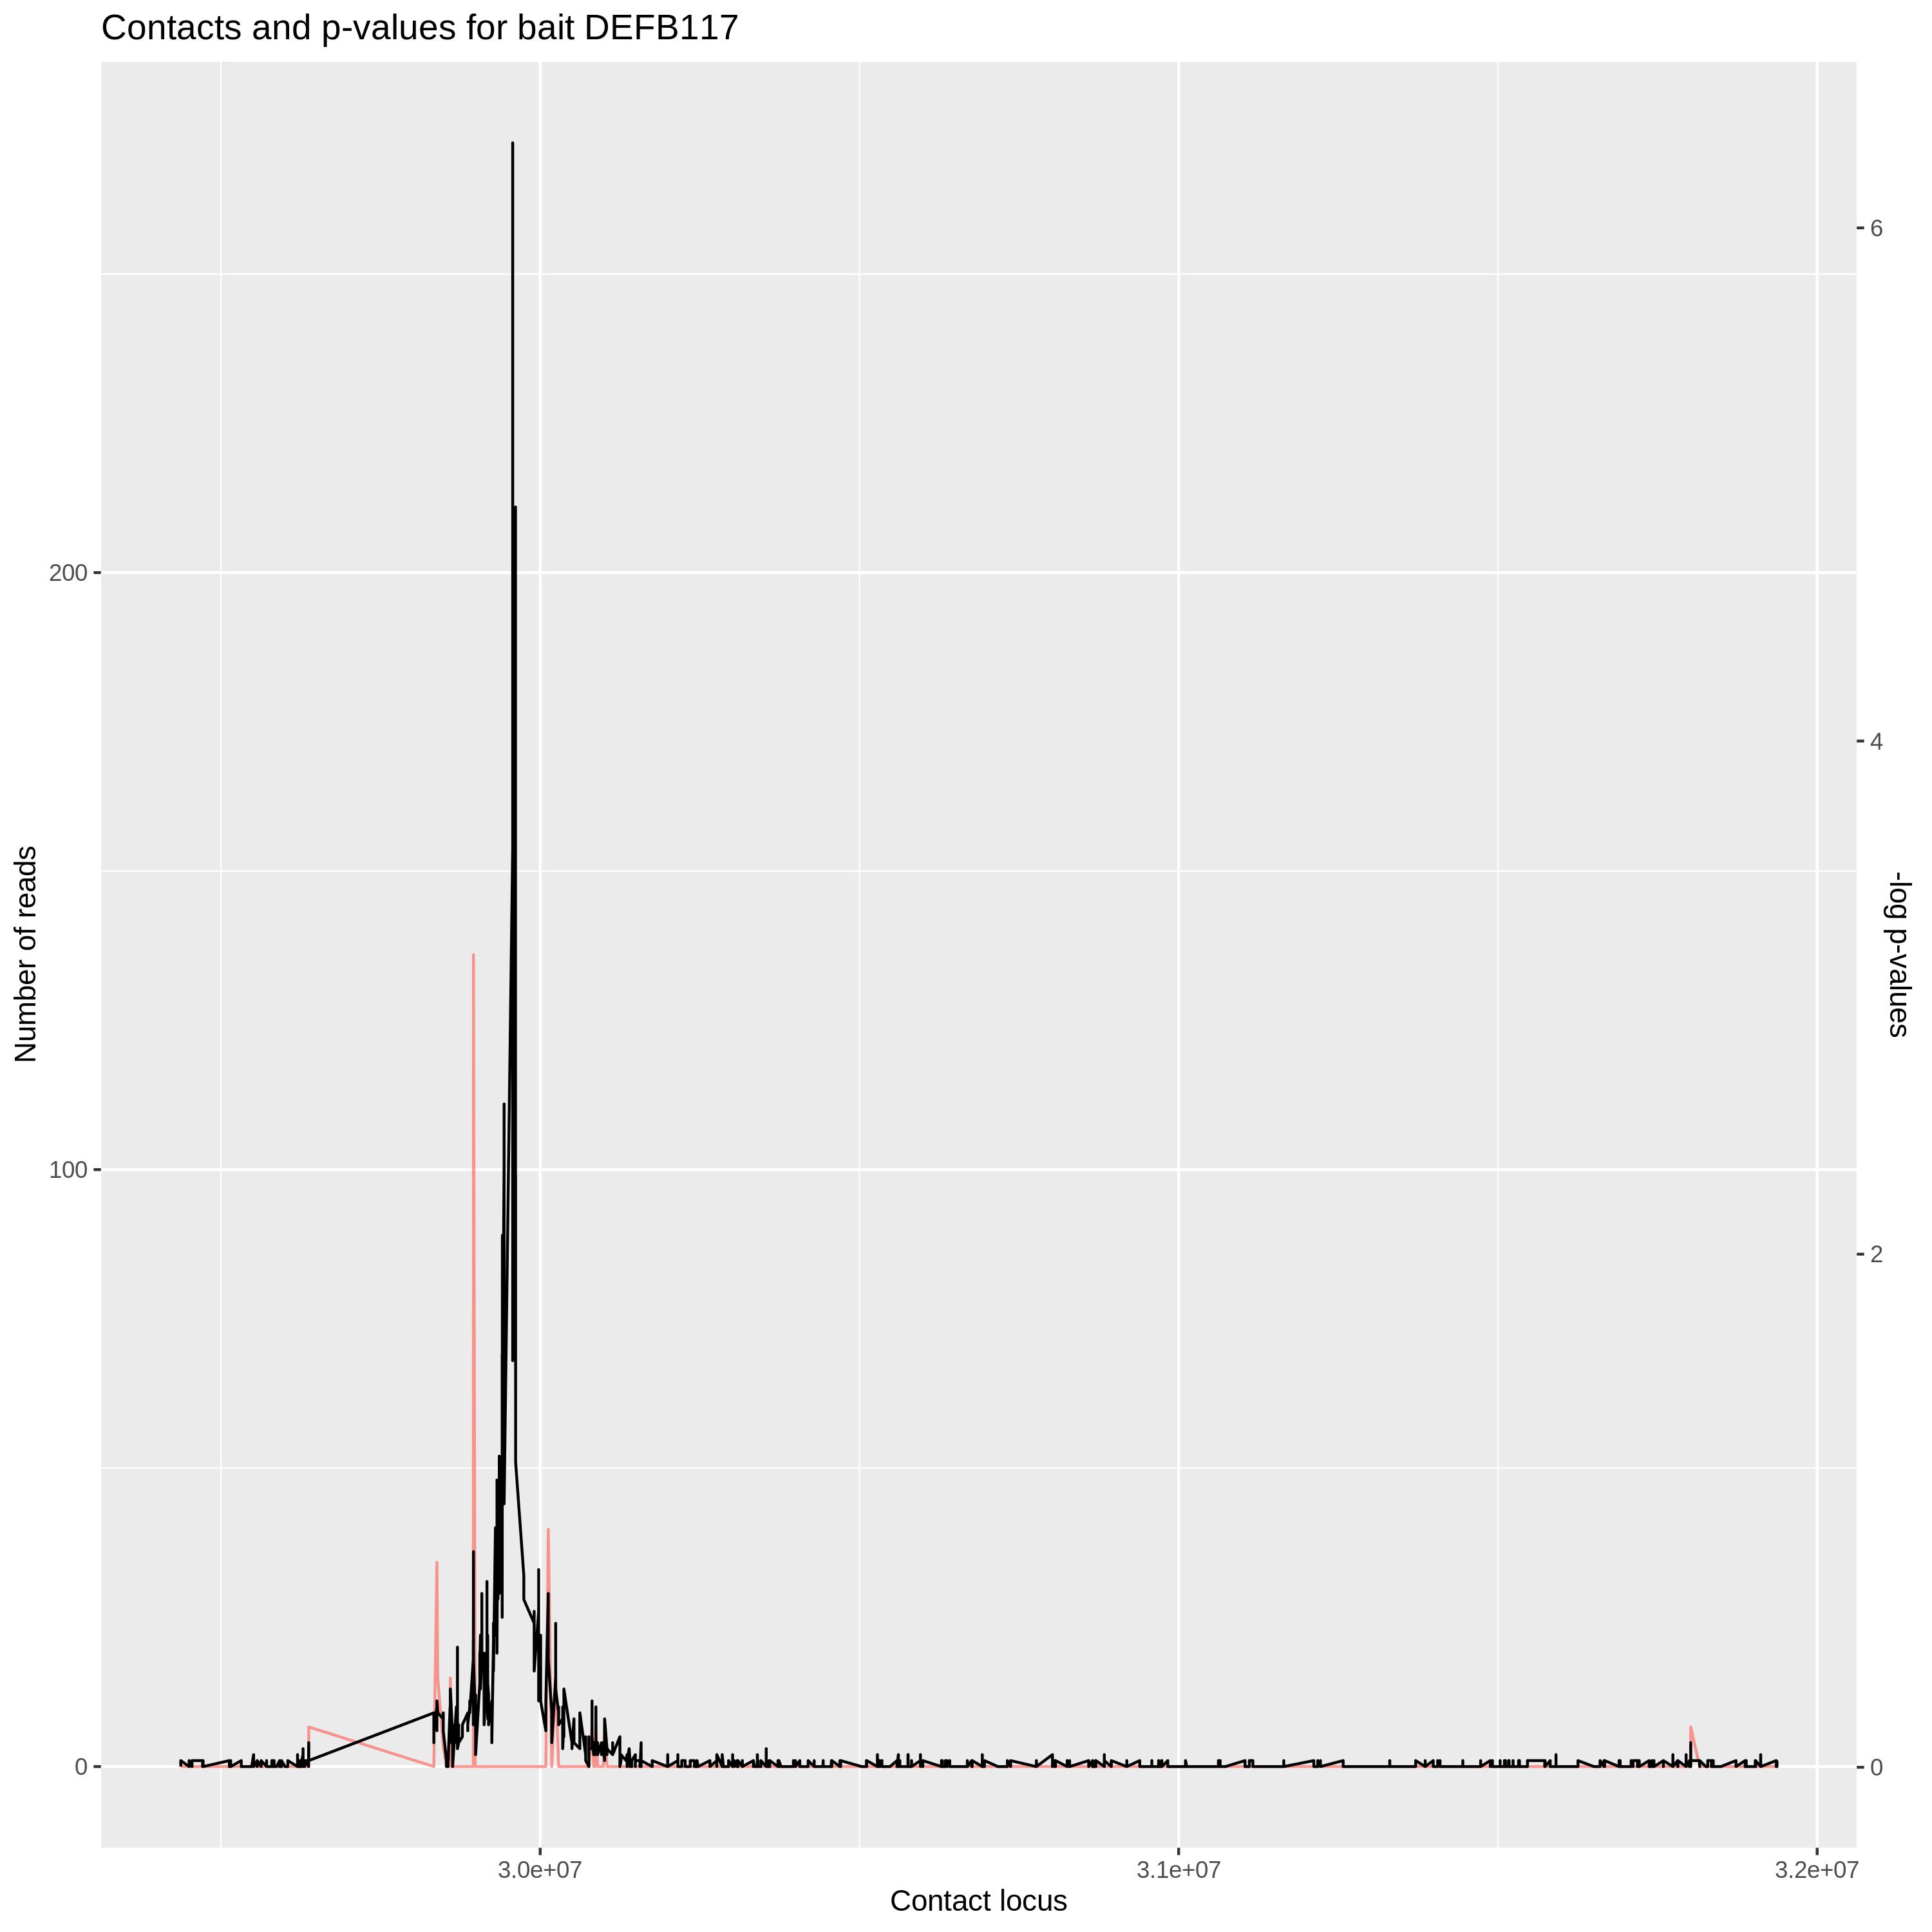 Contacts and p-values for bait DEFB117
Number of reads
200
100
0
6
4
2
0
-log p-values
3.0e+07
3.1e+07
3.2e+07
Contact locus